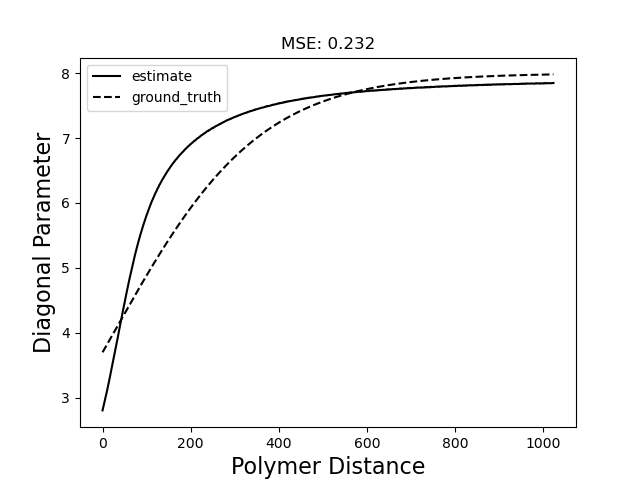 MSE: 0.232
estimate
ground_truth
8
7
6
5
4
3
Diagonal Parameter
0 200 400 600 800 1000
Polymer Distance